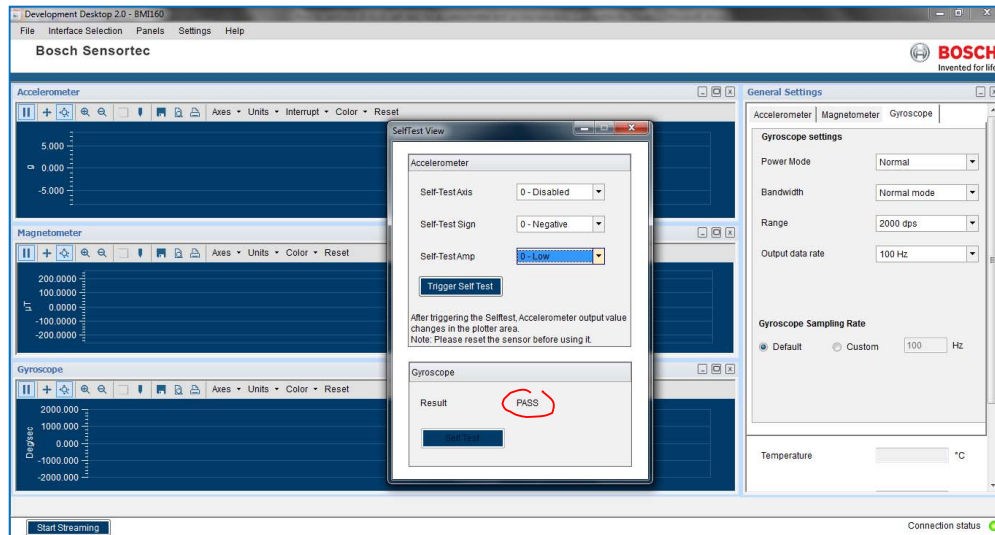 Development Desktop 2.0 - BMI160
File Interface Selection Panels Settings Help
Bosch Sensortec
BOSCH
Invented for life
Accelerometer
Axes Units Interrupt Color Reset
5.000
g 0.000
-5.000
Magnetometer
Axes Units Color Reset
200.0000
100.0000
µT 0.0000
-100.0000
-200.0000
Gyroscope
Axes Units Color Reset
2000.000
1000.000
Deg/sec 0.000
-1000.000
-2000.000
SelfTest View
Accelerometer
Self-Test Axis 0 - Disabled
Self-Test Sign 0 - Negative
Self-Test Amp 0 - Low
Trigger Self Test
After triggering the Selftest, Accelerometer output value
changes in the plotter area.
Note: Please reset the sensor before using it.
Gyroscope
Result PASS
Self Test
General Settings
Accelerometer Magnetometer Gyroscope
Gyroscope settings
Power Mode Normal
Bandwidth Normal mode
Range 2000 dps
Output data rate 100 Hz
Gyroscope Sampling Rate
Default Custom 100 Hz
Temperature °C
Start Streaming
Connection status